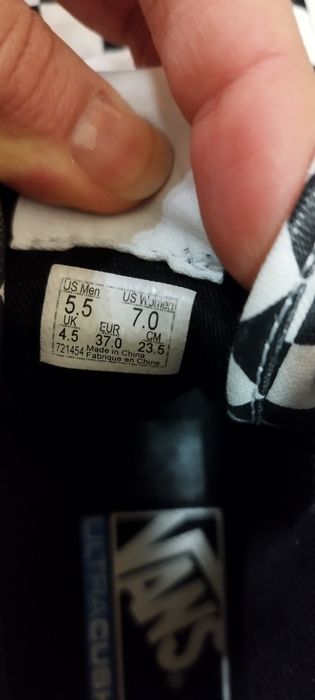 US Men US Women
5.5 7.0
UK EUR CM
4.5 37.0 23.5
721454 Made in China
Fabriqué en Chine
VANS
ULTRACUSH